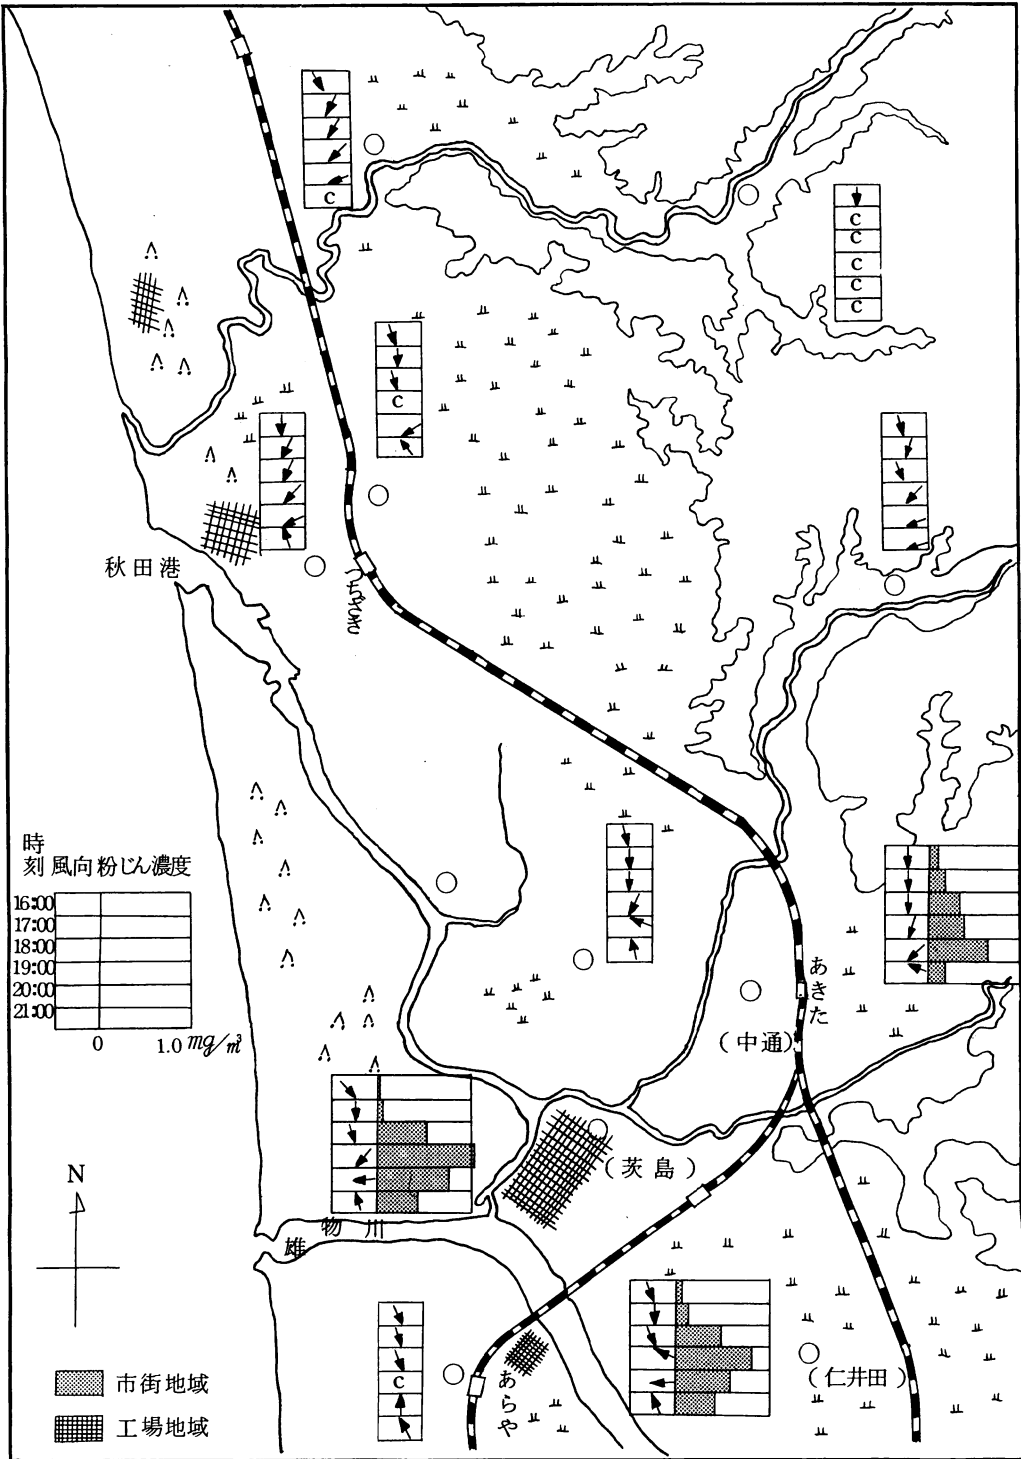 C
C
C
C
C
C
C
秋田港
つちざき
時
刻 風向 粉じん濃度
16:00
17:00
18:00
19:00
20:00
21:00
0 1.0 mg/m³
あきた
(中通)
(茨島)
N
雄物川
C
(仁井田)
あらや
市街地域
工場地域